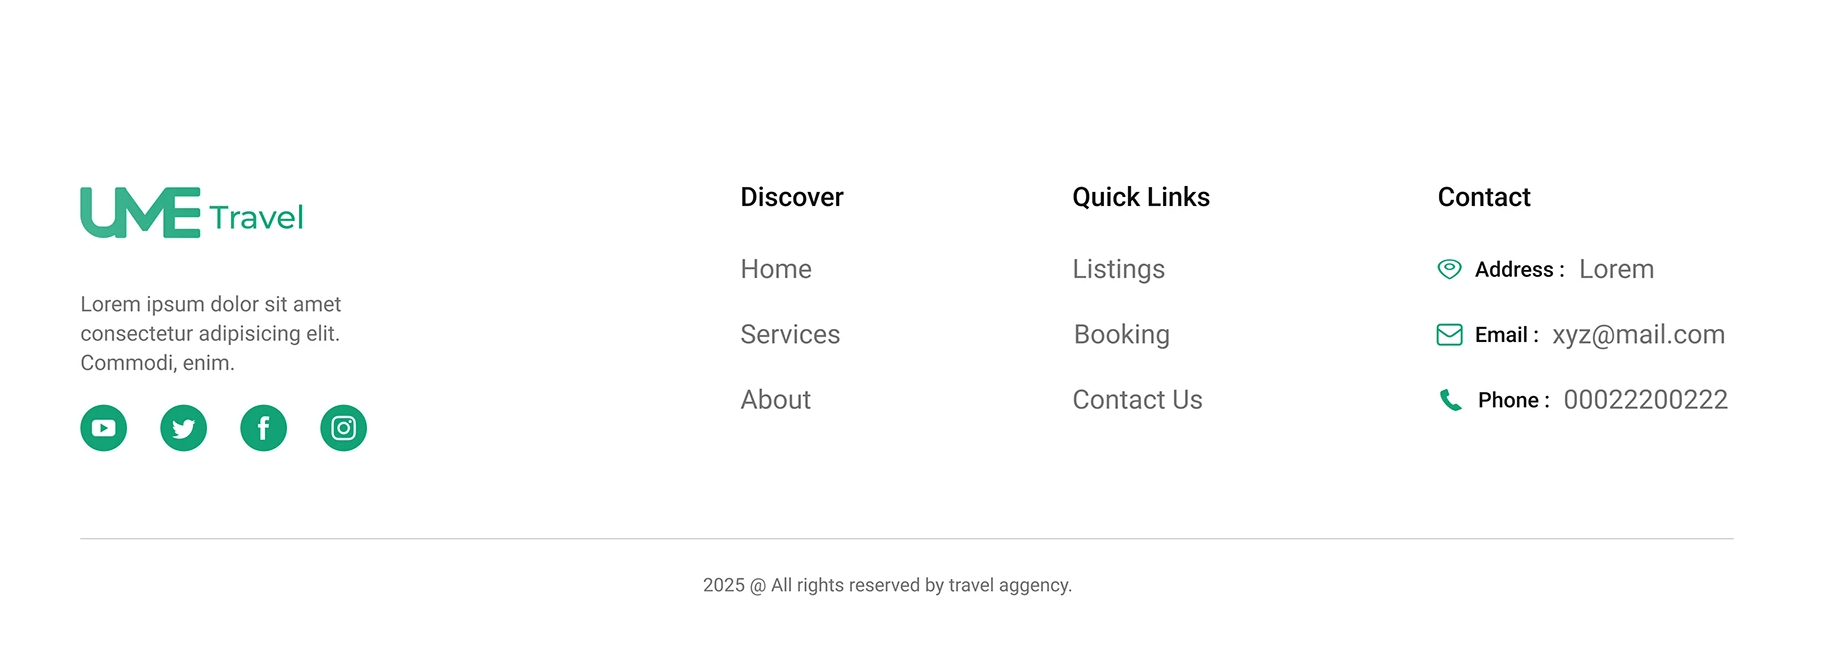 UME Travel
Lorem ipsum dolor sit amet
consectetur adipisicing elit.
Commodi, enim.
Discover
Home
Services
About
Quick Links
Listings
Booking
Contact Us
Contact
Address : Lorem
Email : xyz@mail.com
Phone : 00022200222
2025 @ All rights reserved by travel aggency.